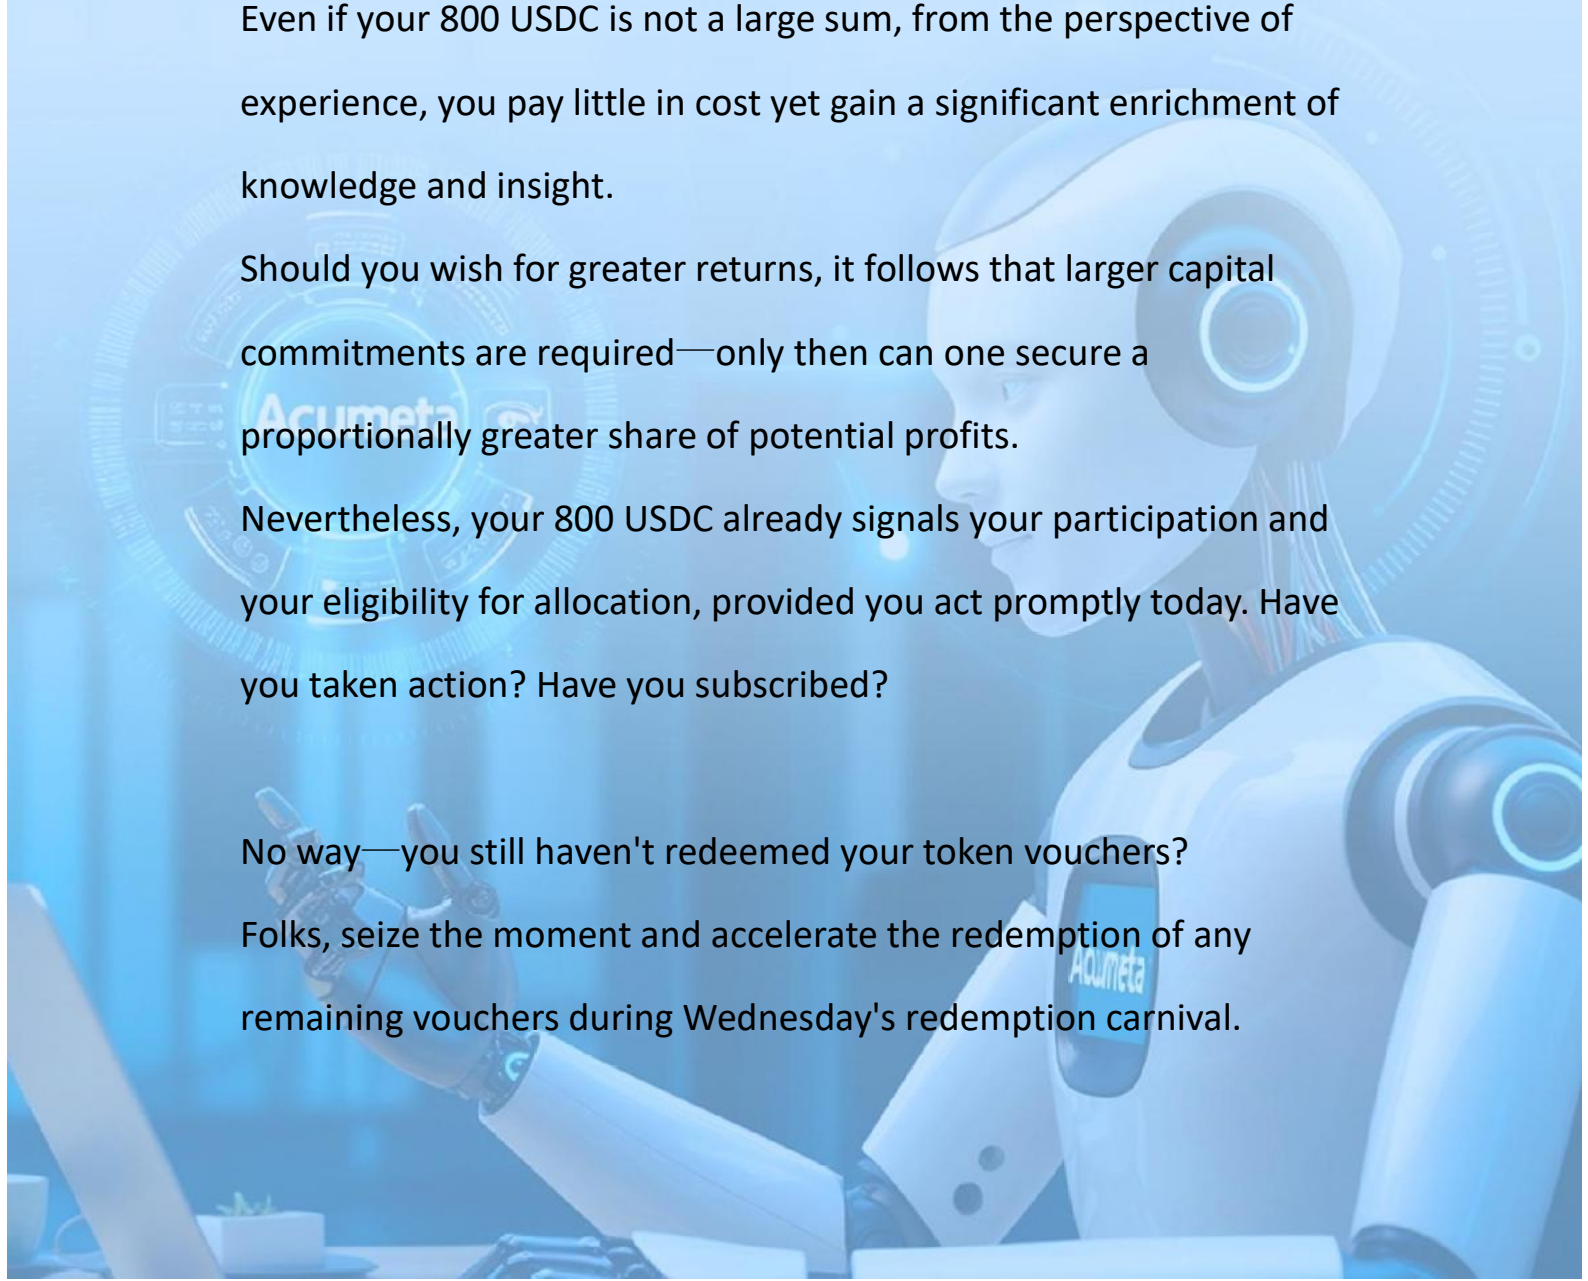 Even if your 800 USDC is not a large sum, from the perspective of
experience, you pay little in cost yet gain a significant enrichment of
knowledge and insight.
Should you wish for greater returns, it follows that larger capital
commitments are required—only then can one secure a
Acumeta
proportionally greater share of potential profits.
Nevertheless, your 800 USDC already signals your participation and
your eligibility for allocation, provided you act promptly today. Have
you taken action? Have you subscribed?
No way—you still haven't redeemed your token vouchers?
Folks, seize the moment and accelerate the redemption of any
Acumeta
remaining vouchers during Wednesday's redemption carnival.